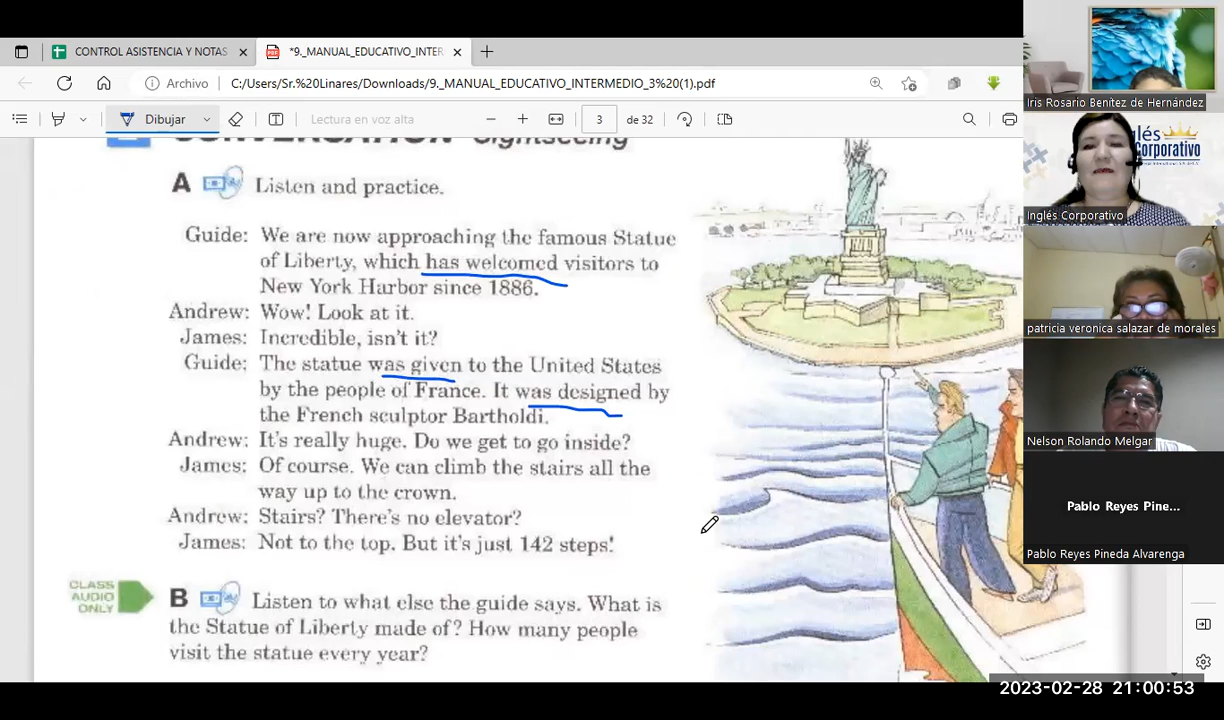 CONTROL ASISTENCIA Y NOTAS
*9._MANUAL_EDUCATIVO_INTER
Archivo
C:/Users/Sr.%20Linares/Downloads/9._MANUAL_EDUCATIVO_INTERMEDIO_3%20(1).pdf
Dibujar
Lectura en voz alta
3
de 32
CONVERSATION Sightseeing
A Listen and practice.
Guide: We are now approaching the famous Statue
of Liberty, which has welcomed visitors to
New York Harbor since 1886.
Andrew: Wow! Look at it.
James: Incredible, isn't it?
Guide: The statue was given to the United States
by the people of France. It was designed by
the French sculptor Bartholdi.
Andrew: It's really huge. Do we get to go inside?
James: Of course. We can climb the stairs all the
way up to the crown.
Andrew: Stairs? There's no elevator?
James: Not to the top. But it's just 142 steps!
CLASS
AUDIO
ONLY
B Listen to what else the guide says. What is
the Statue of Liberty made of? How many people
visit the statue every year?
Iris Rosario Benítez de Hernández
glés
Corporativo
Inglés Corporativo
patricia veronica salazar de morales
Nelson Rolando Melgar
Pablo Reyes Pine...
Pablo Reyes Pineda Alvarenga
2023-02-28 21:00:53